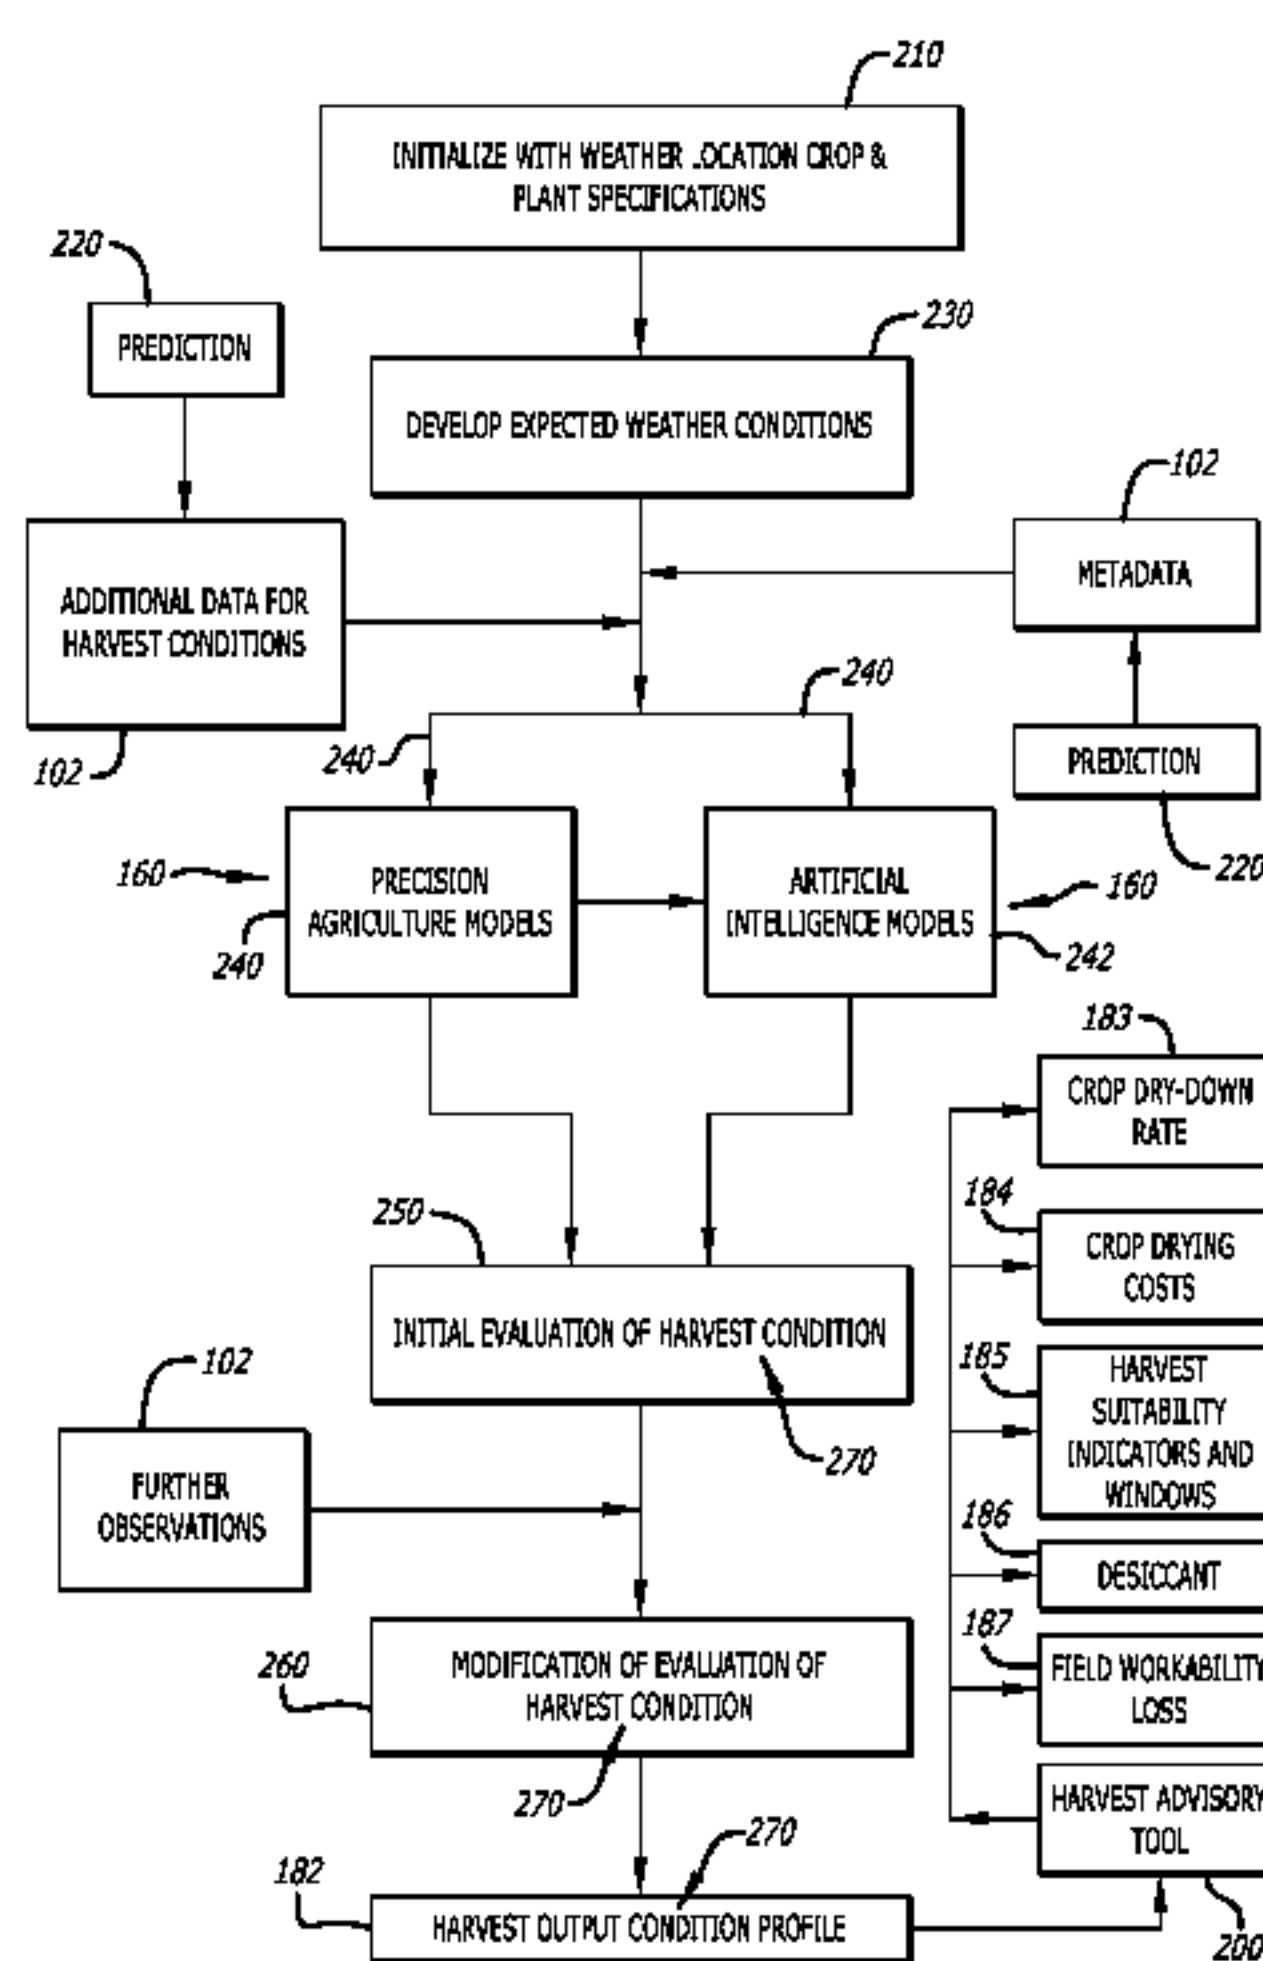 210
INITIALIZE WITH WEATHER LOCATION CROP &
PLANT SPECIFICATIONS
220
PREDICTION
230
DEVELOP EXPECTED WEATHER CONDITIONS
102
METADATA
ADDITIONAL DATA FOR
HARVEST CONDITIONS
102
240
240
PREDICTION
220
160
PRECISION
AGRICULTURE MODELS
240
ARTIFICIAL
INTELLIGENCE MODELS
160
242
183
CROP DRY-DOWN
RATE
184
CROP DRYING
COSTS
250
INITIAL EVALUATION OF HARVEST CONDITION
270
185
HARVEST
SUITABILITY
INDICATORS AND
WINDOWS
102
FURTHER
OBSERVATIONS
186
DESICCANT
187
FIELD WORKABILITY
LOSS
260
MODIFICATION OF EVALUATION OF
HARVEST CONDITION
270
HARVEST ADVISORY
TOOL
200
270
182
HARVEST OUTPUT CONDITION PROFILE